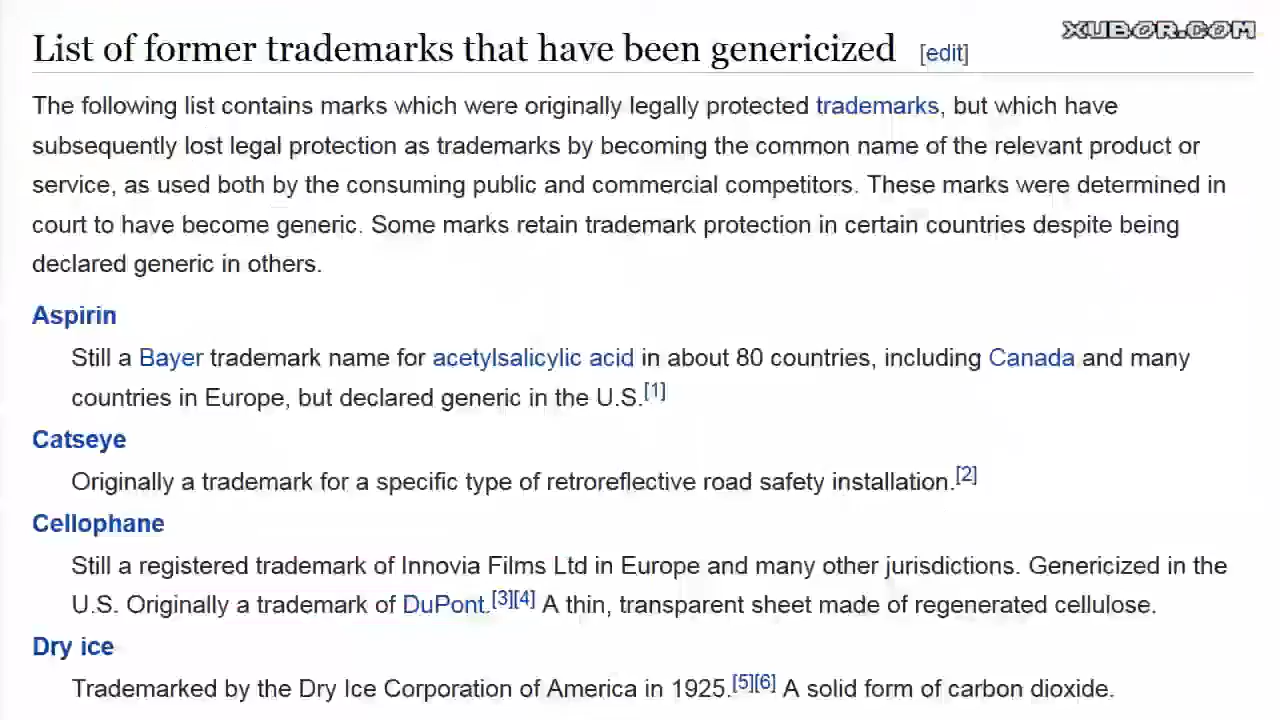 XUBOR.COM
List of former trademarks that have been genericized [edit]
The following list contains marks which were originally legally protected trademarks, but which have
subsequently lost legal protection as trademarks by becoming the common name of the relevant product or
service, as used both by the consuming public and commercial competitors. These marks were determined in
court to have become generic. Some marks retain trademark protection in certain countries despite being
declared generic in others.
Aspirin
Still a Bayer trademark name for acetylsalicylic acid in about 80 countries, including Canada and many
countries in Europe, but declared generic in the U.S.[1]
Catseye
Originally a trademark for a specific type of retroreflective road safety installation.[2]
Cellophane
Still a registered trademark of Innovia Films Ltd in Europe and many other jurisdictions. Genericized in the
U.S. Originally a trademark of DuPont.[3][4] A thin, transparent sheet made of regenerated cellulose.
Dry ice
Trademarked by the Dry Ice Corporation of America in 1925.[5][6] A solid form of carbon dioxide.